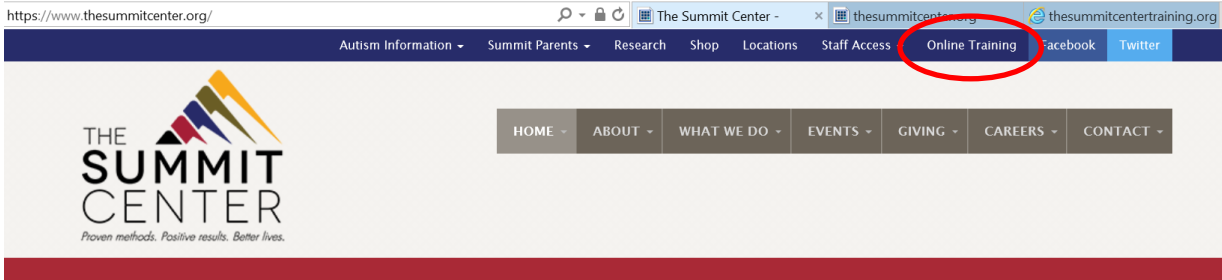 https://www.thesummitcenter.org/ The Summit Center - × thesummitcenter.org thesummitcentertraining.org
Autism Information Summit Parents Research Shop Locations Staff Access Online Training Facebook Twitter
THE
SUMMIT
CENTER
Proven methods. Positive results. Better lives.
HOME ABOUT WHAT WE DO EVENTS GIVING CAREERS CONTACT